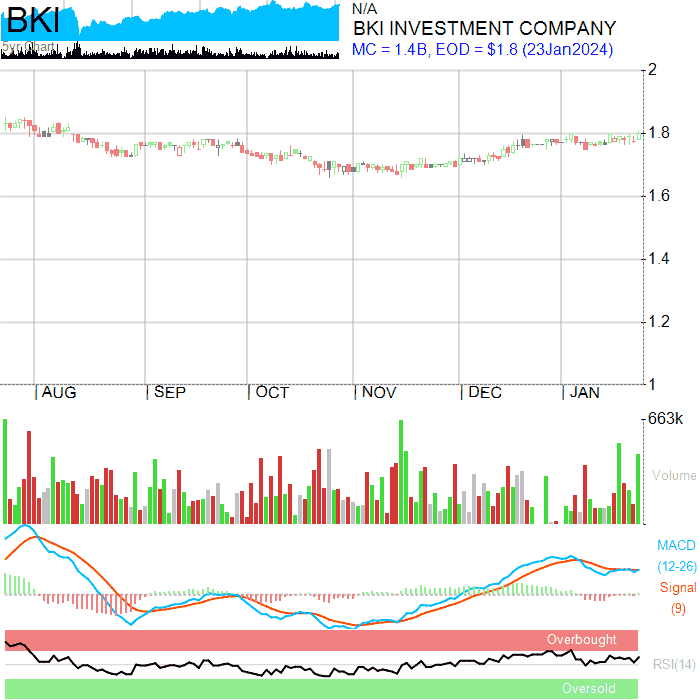 BKI
5yr Chart
N/A
BKI INVESTMENT COMPANY
MC = 1.4B, EOD = $1.8 (23Jan2024)
2
1.8
1.6
1.4
1.2
1
AUG
SEP
OCT
NOV
DEC
JAN
663k
Volume
MACD
(12-26)
Signal
(9)
Overbought
RSI(14)
Oversold